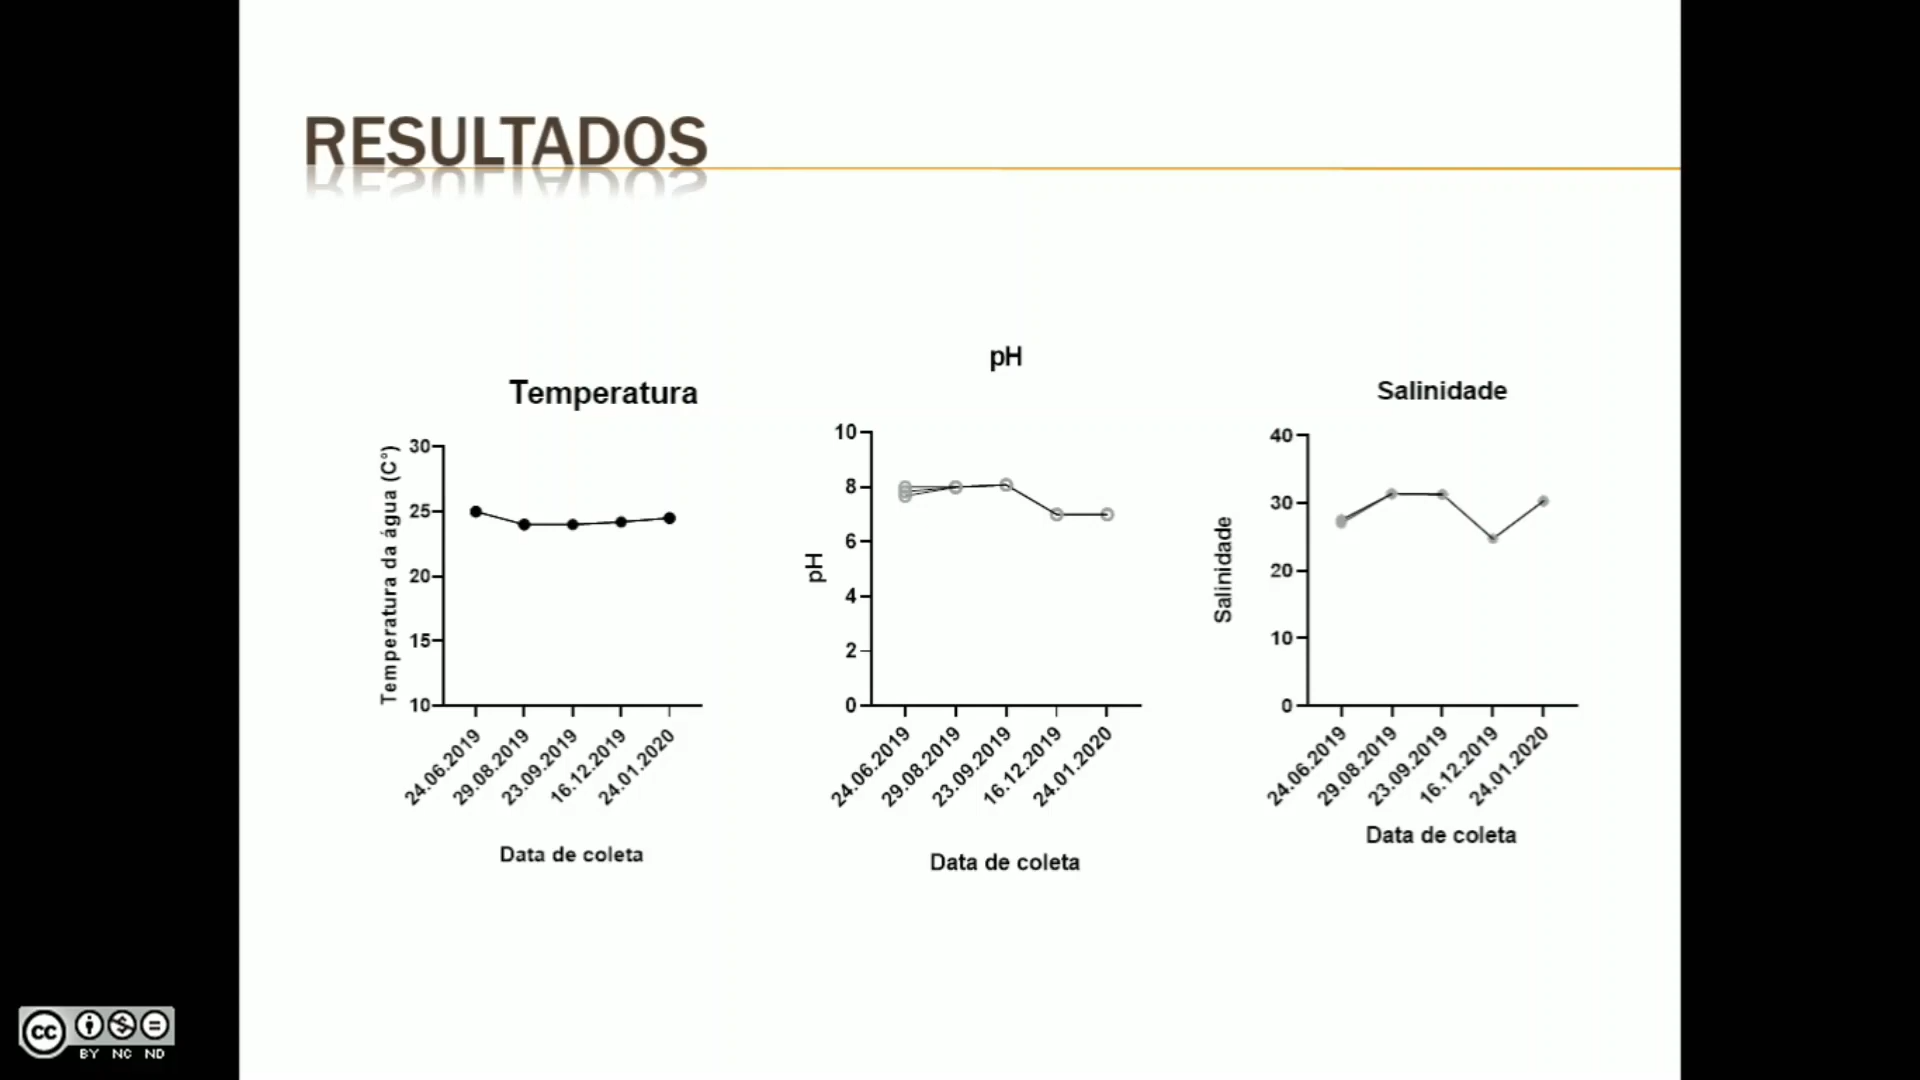 RESULTADOS
Temperatura
Temperatura da água (C°)
30
25
20
15
10
24.06.2019
29.08.2019
23.09.2019
16.12.2019
24.01.2020
Data de coleta
pH
pH
10
8
6
4
2
0
24.06.2019
29.08.2019
23.09.2019
16.12.2019
24.01.2020
Data de coleta
Salinidade
Salinidade
40
30
20
10
0
24.06.2019
29.08.2019
23.09.2019
16.12.2019
24.01.2020
Data de coleta
cc
BY NC ND